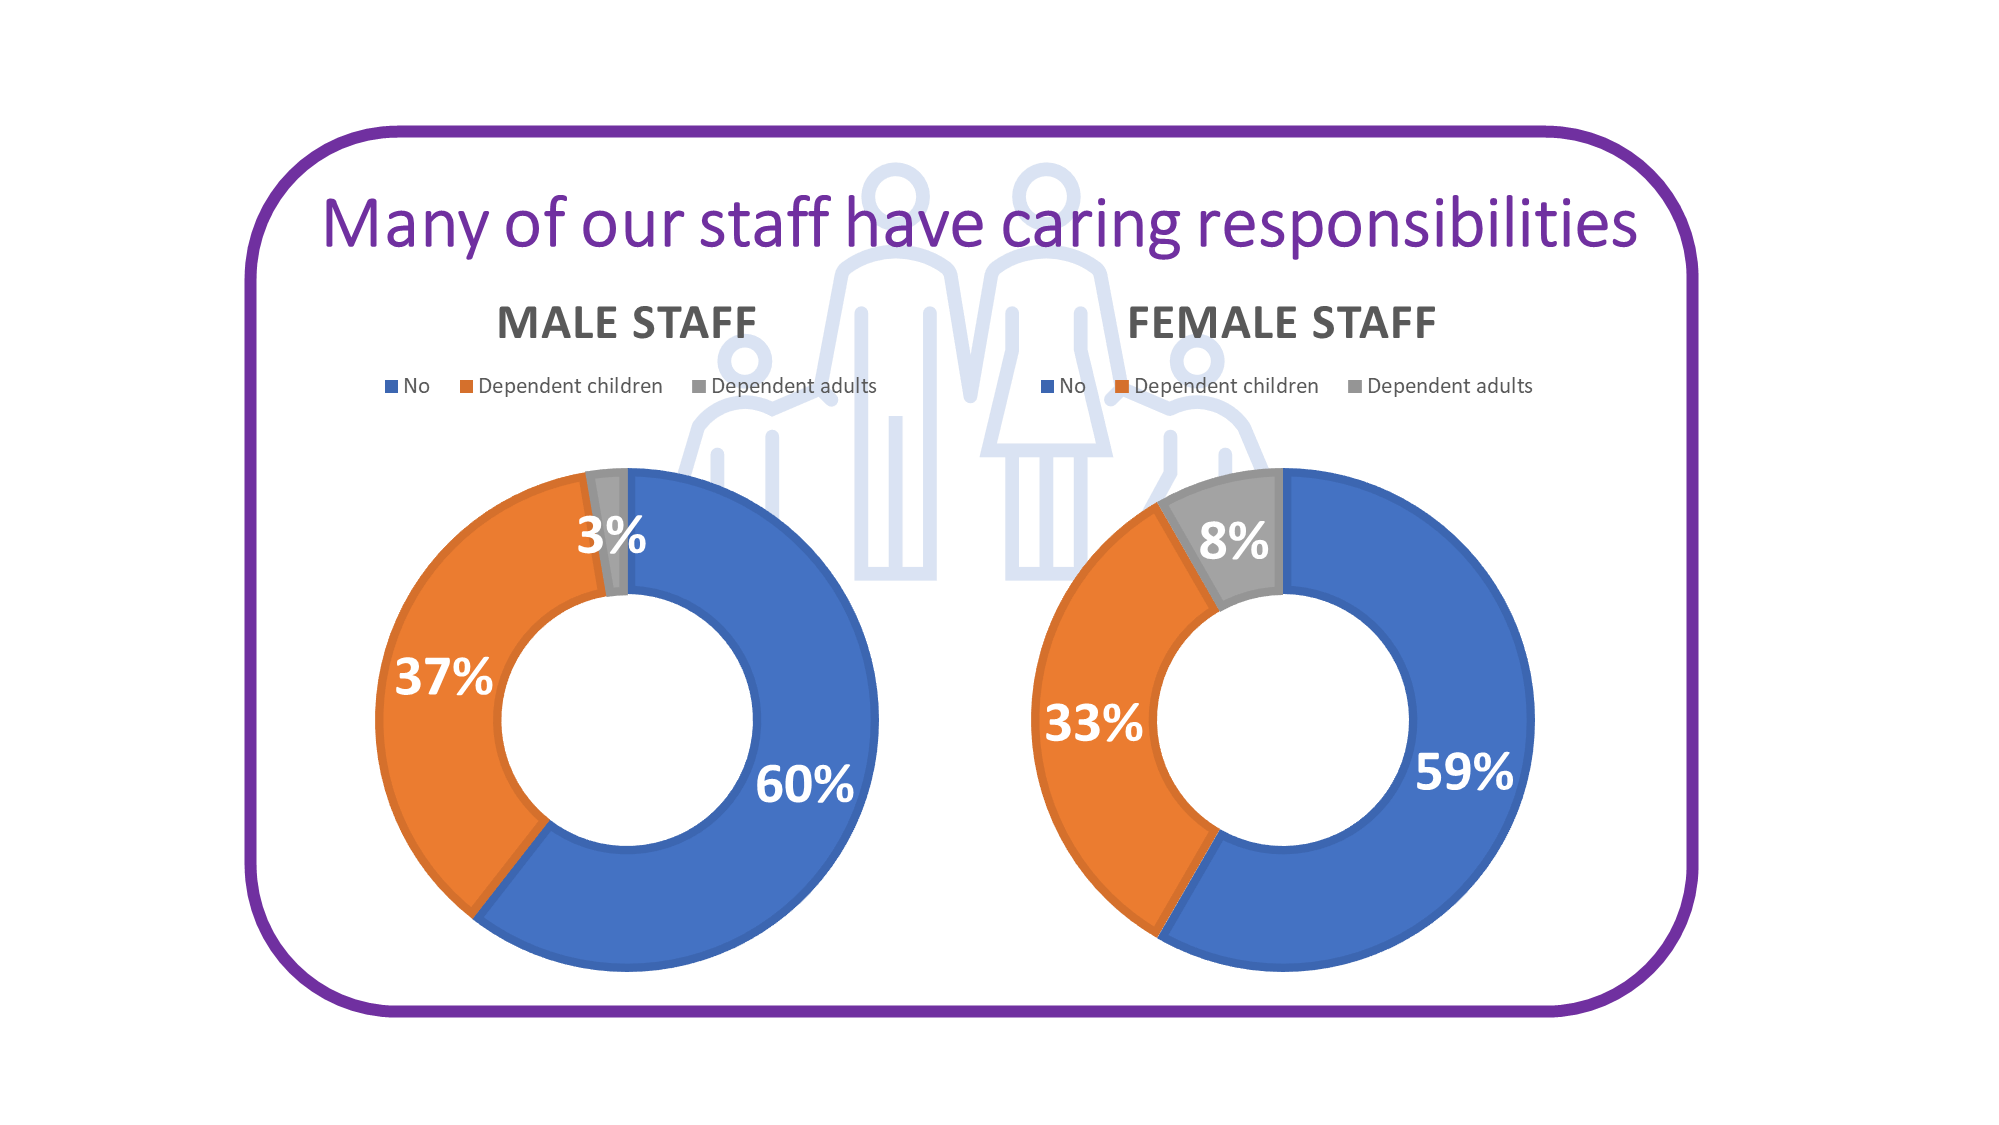 Many of our staff have caring responsibilities
MALE STAFF
No Dependent children Dependent adults
3%
37%
60%
FEMALE STAFF
No Dependent children Dependent adults
8%
33%
59%